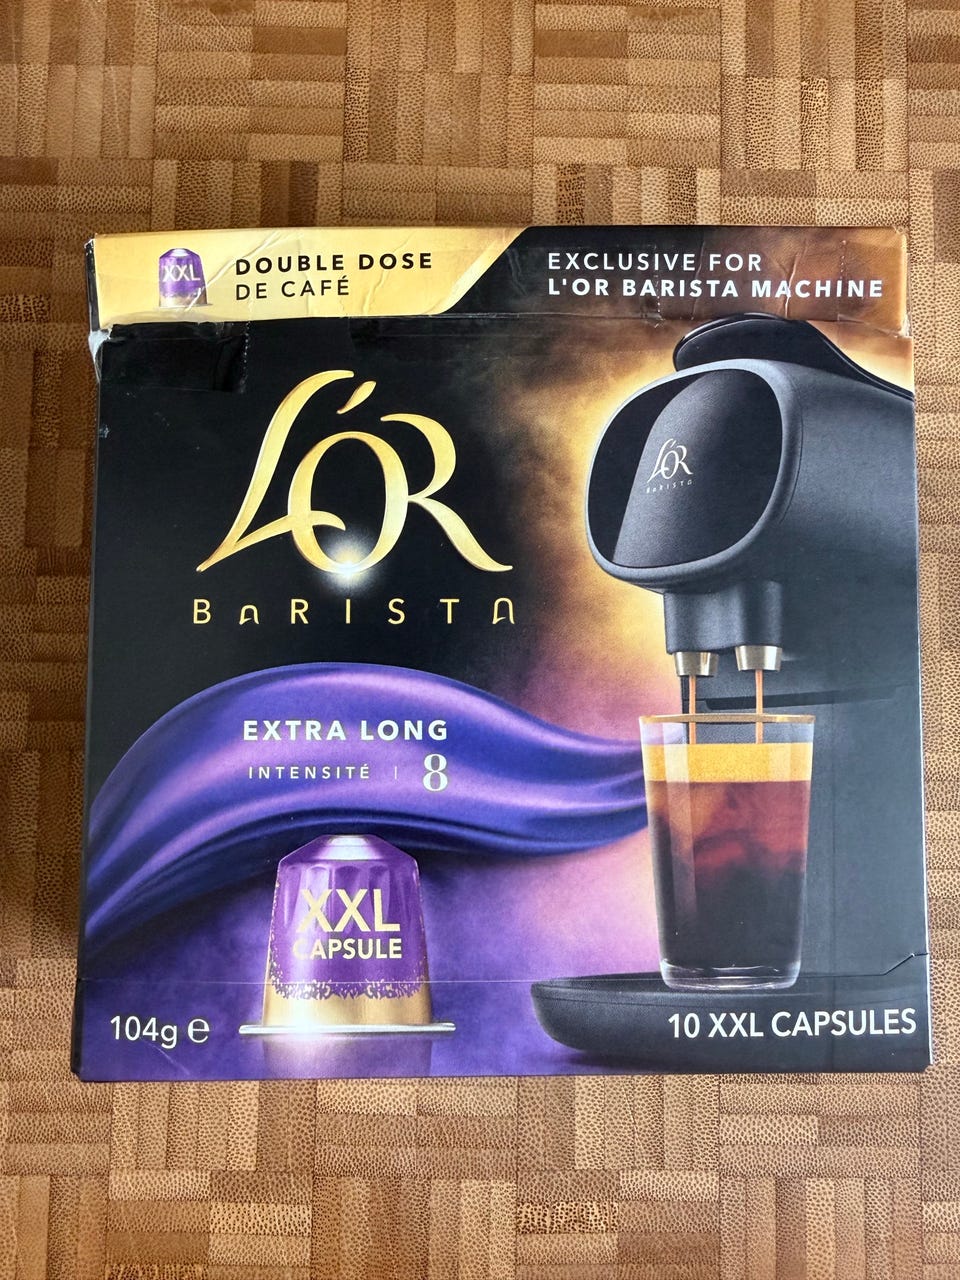 XXL
DOUBLE DOSE
DE CAFÉ
EXCLUSIVE FOR
L'OR BARISTA MACHINE
L'OR
BARISTA
L'OR
BARISTA
EXTRA LONG
INTENSITÉ | 8
XXL
CAPSULE
104g ℮
10 XXL CAPSULES